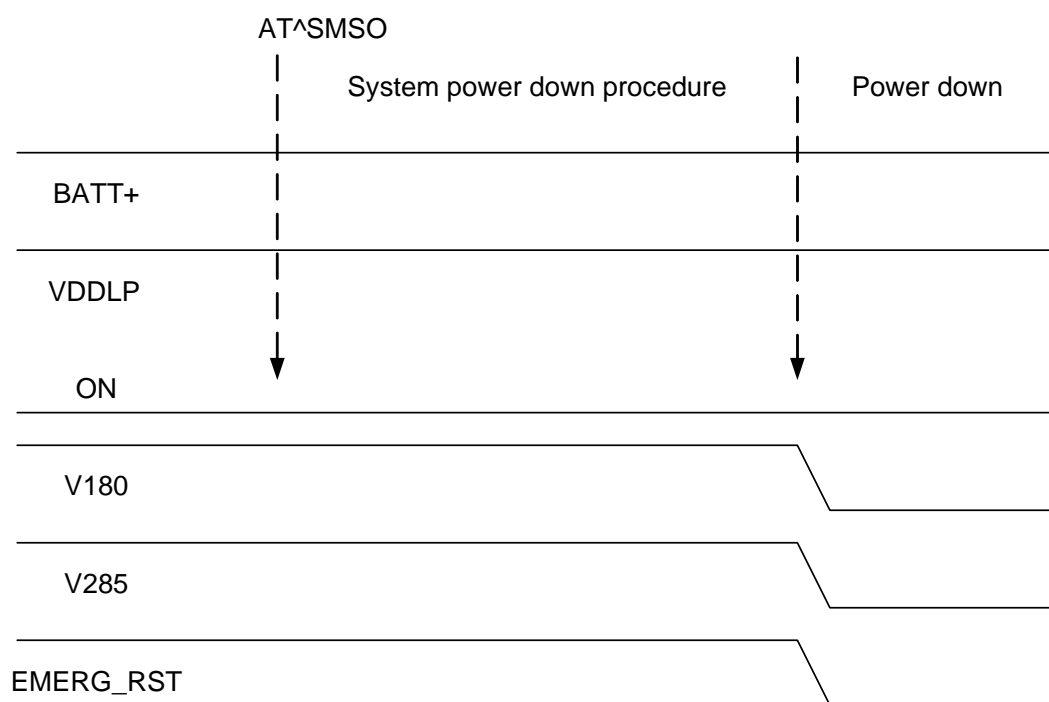 AT^SMSO
System power down procedure
Power down
BATT+
VDDLP
ON
V180
V285
EMERG_RST